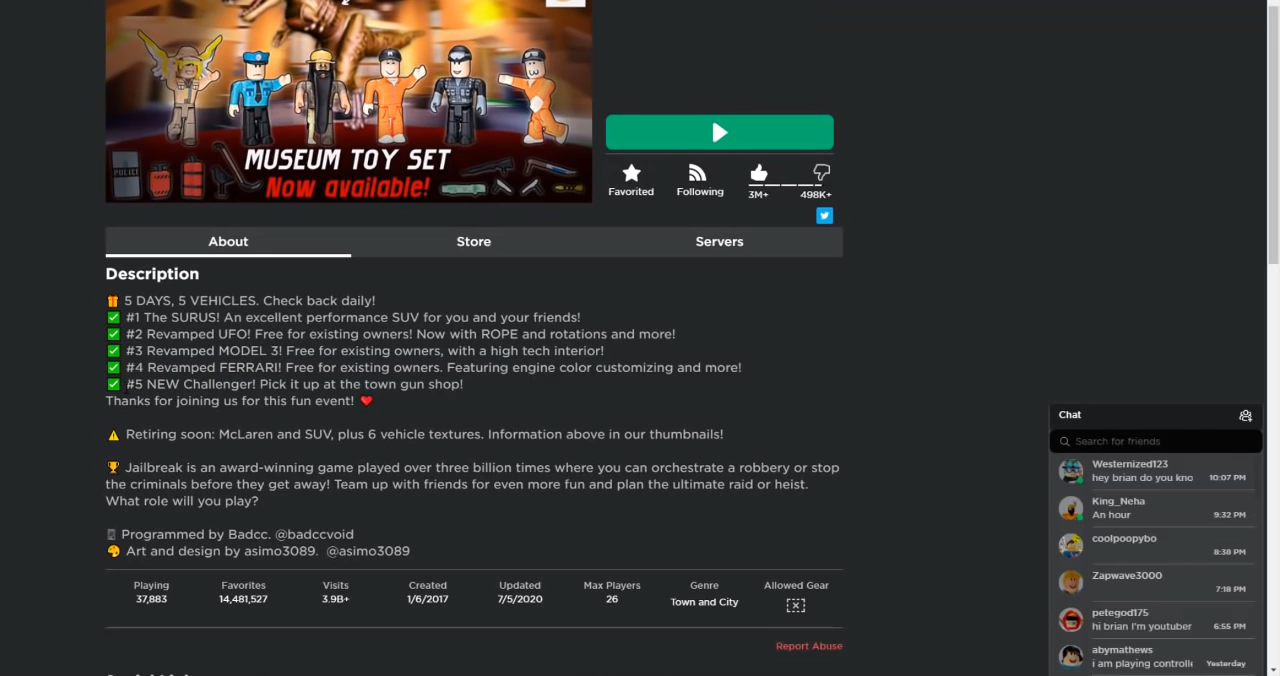 MUSEUM TOY SET
Now available!
POLICE
Favorited
Following
3M+
498K+
About
Store
Servers
Description
🎁 5 DAYS, 5 VEHICLES. Check back daily!
✅ #1 The SURUS! An excellent performance SUV for you and your friends!
✅ #2 Revamped UFO! Free for existing owners! Now with ROPE and rotations and more!
✅ #3 Revamped MODEL 3! Free for existing owners, with a high tech interior!
✅ #4 Revamped FERRARI! Free for existing owners. Featuring engine color customizing and more!
✅ #5 NEW Challenger! Pick it up at the town gun shop!
Thanks for joining us for this fun event! ❤️
⚠️ Retiring soon: McLaren and SUV, plus 6 vehicle textures. Information above in our thumbnails!
🏆 Jailbreak is an award-winning game played over three billion times where you can orchestrate a robbery or stop
the criminals before they get away! Team up with friends for even more fun and plan the ultimate raid or heist.
What role will you play?
Programmed by Badcc. @badccvoid
🎨 Art and design by asimo3089. @asimo3089
Playing Favorites Visits Created Updated Max Players Genre Allowed Gear
37,883 14,481,527 3.9B+ 1/6/2017 7/5/2020 26 Town and City
Report Abuse
Chat
Search for friends
Westernized123
hey brian do you kno 10:07 PM
King_Neha
An hour 9:32 PM
coolpoopybo
8:38 PM
Zapwave3000
7:18 PM
petegod175
hi brian I'm youtuber 6:55 PM
abymathews
i am playing controlle Yesterday